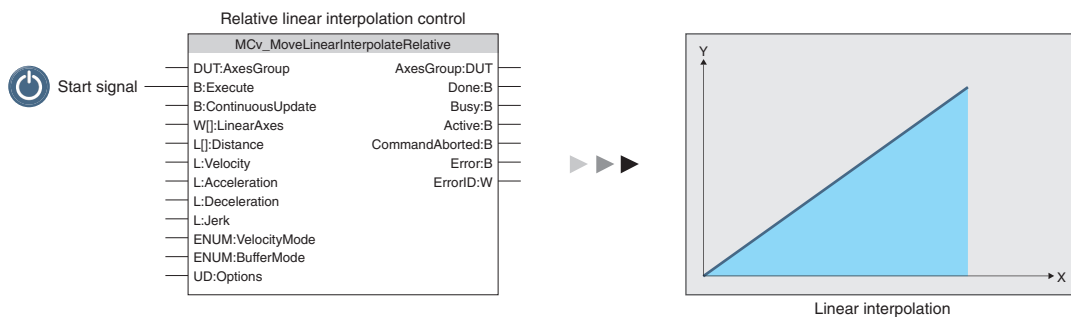 Relative linear interpolation control
MCv_MoveLinearInterpolateRelative
Start signal
DUT:AxesGroup AxesGroup:DUT
B:Execute Done:B
B:ContinuousUpdate Busy:B
W[]:LinearAxes Active:B
L[]:Distance CommandAborted:B
L:Velocity Error:B
L:Acceleration ErrorID:W
L:Deceleration
L:Jerk
ENUM:VelocityMode
ENUM:BufferMode
UD:Options
Y
X
Linear interpolation